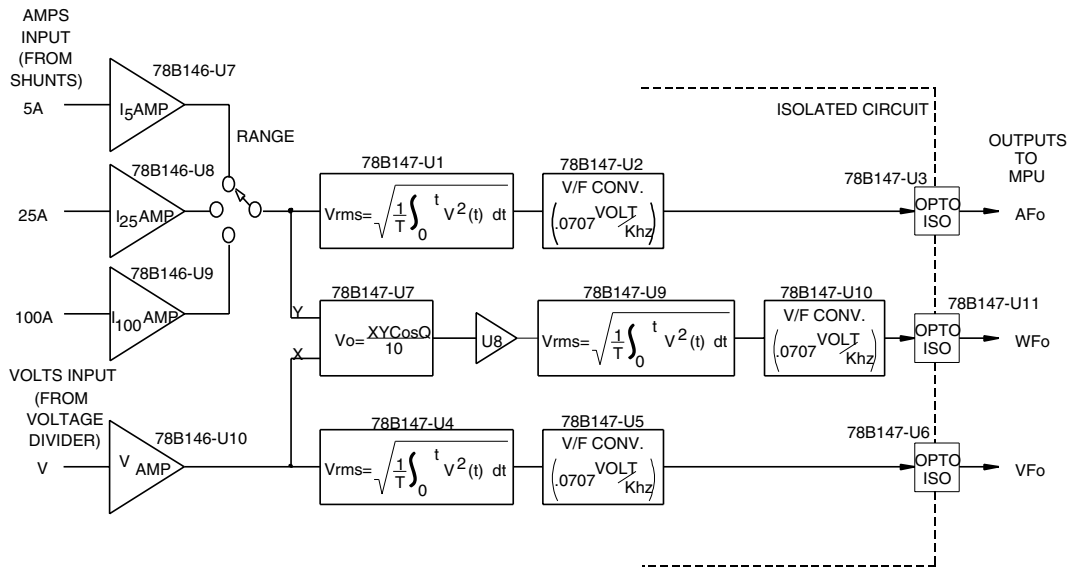 AMPS
INPUT
(FROM
SHUNTS)
5A
78B146-U7
I5AMP
RANGE
25A
78B146-U8
I25AMP
100A
78B146-U9
I100 AMP
78B147-U1
Vrms= √ 1/T ∫0 t V2(t) dt
78B147-U2
V/F CONV.
(.0707 VOLT/Khz)
ISOLATED CIRCUIT
78B147-U3
OPTO
ISO
OUTPUTS
TO
MPU
AFo
Y
X
78B147-U7
Vo= XYCosQ/10
U8
78B147-U9
Vrms= √ 1/T ∫0 t V2(t) dt
78B147-U10
V/F CONV.
(.0707 VOLT/Khz)
78B147-U11
OPTO
ISO
WFo
VOLTS INPUT
(FROM
VOLTAGE
DIVIDER)
V
78B146-U10
V AMP
78B147-U4
Vrms= √ 1/T ∫0 t V2(t) dt
78B147-U5
V/F CONV.
(.0707 VOLT/Khz)
78B147-U6
OPTO
ISO
VFo